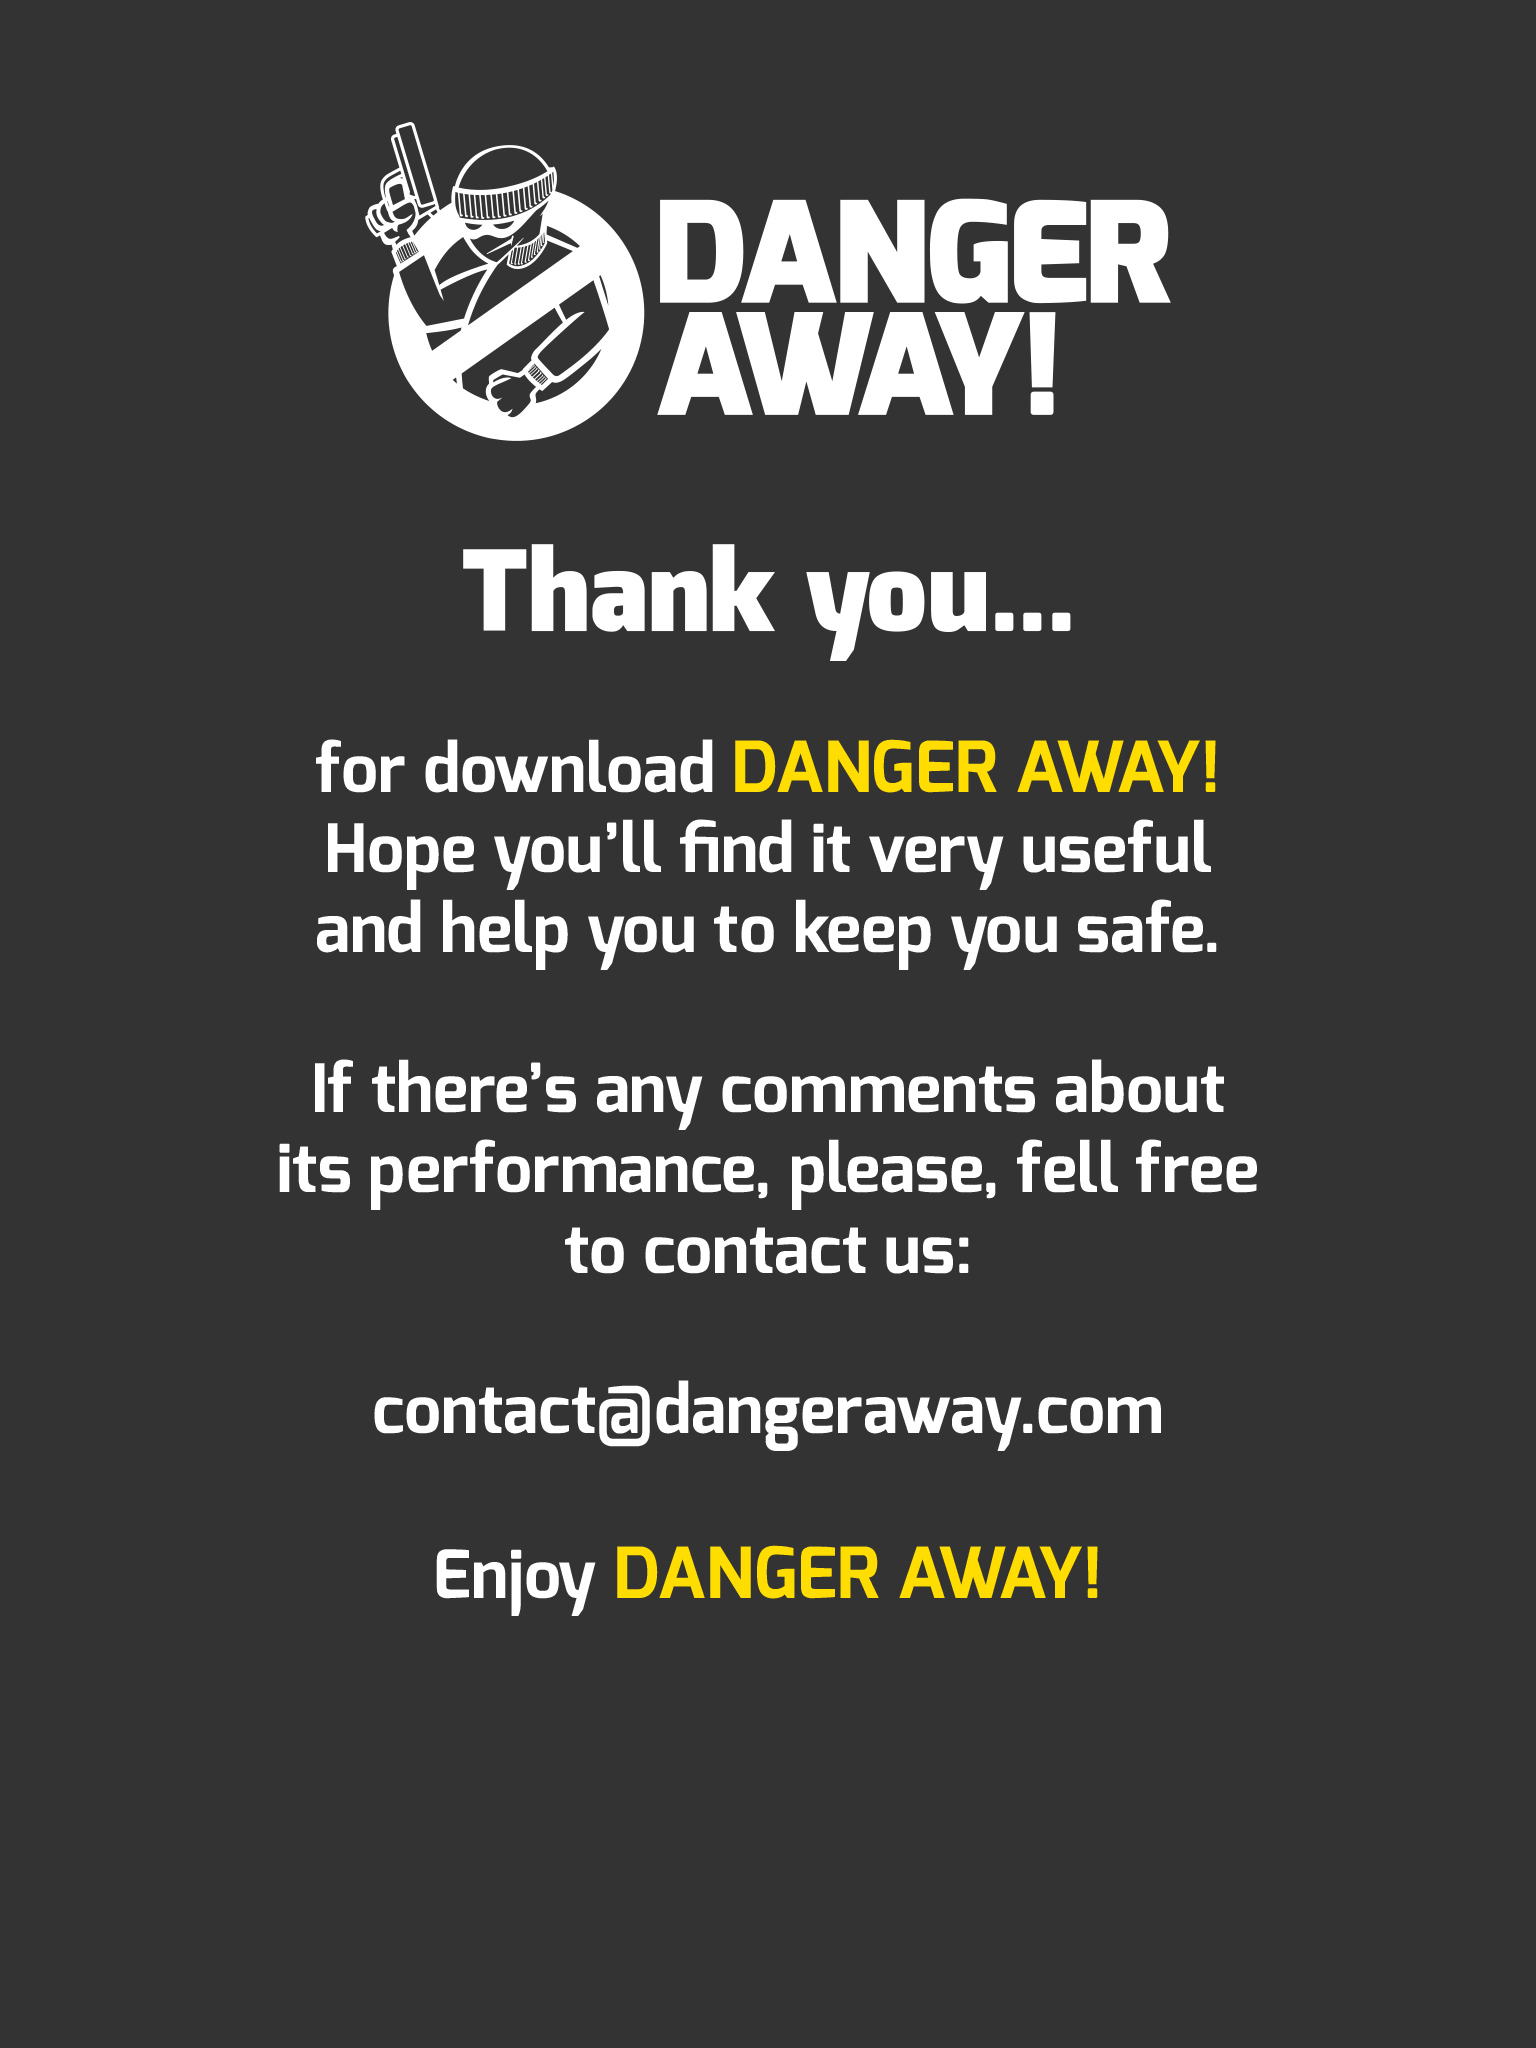 DANGER
AWAY!
Thank you...
for download DANGER AWAY!
Hope you’ll find it very useful
and help you to keep you safe.
If there’s any comments about
its performance, please, fell free
to contact us:
contact@dangeraway.com
Enjoy DANGER AWAY!